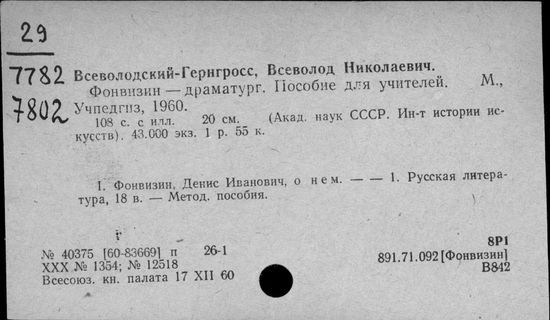 29
7782
7802
Всеволодский-Гернгросс, Всеволод Николаевич.
Фонвизин — драматург. Пособие для учителей. М.,
Учпедгиз, 1960.
108 с. с илл. 20 см. (Акад. наук СССР. Ин-т истории ис-
кусств). 43.000 экз. 1 р. 55 к.
I. Фонвизин, Денис Иванович, о нем. — — 1. Русская литера-
тура, 18 в. — Метод. пособия.
г
№ 40375 [60-83669] п 26-1
XXX № 1354; № 12518
Всесоюз. кн. палата 17 XII 60
8Р1
891.71.092[Фонвизин]
В842